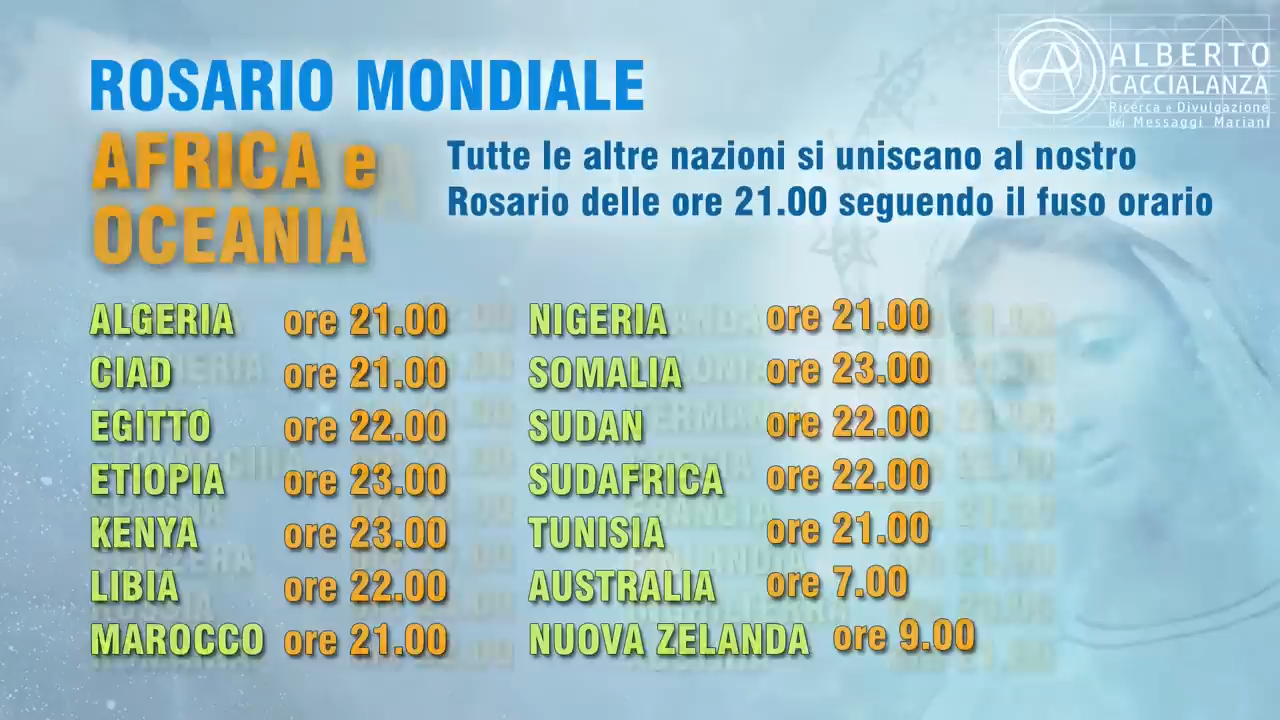 ALBERTO
CACCIALANZA
Ricerca e Divulgazione
dei Messaggi Mariani
ROSARIO MONDIALE
AFRICA e
OCEANIA
Tutte le altre nazioni si uniscano al nostro
Rosario delle ore 21.00 seguendo il fuso orario
ALGERIA ore 21.00
CIAD ore 21.00
EGITTO ore 22.00
ETIOPIA ore 23.00
KENYA ore 23.00
LIBIA ore 22.00
MAROCCO ore 21.00
NIGERIA ore 21.00
SOMALIA ore 23.00
SUDAN ore 22.00
SUDAFRICA ore 22.00
TUNISIA ore 21.00
AUSTRALIA ore 7.00
NUOVA ZELANDA ore 9.00